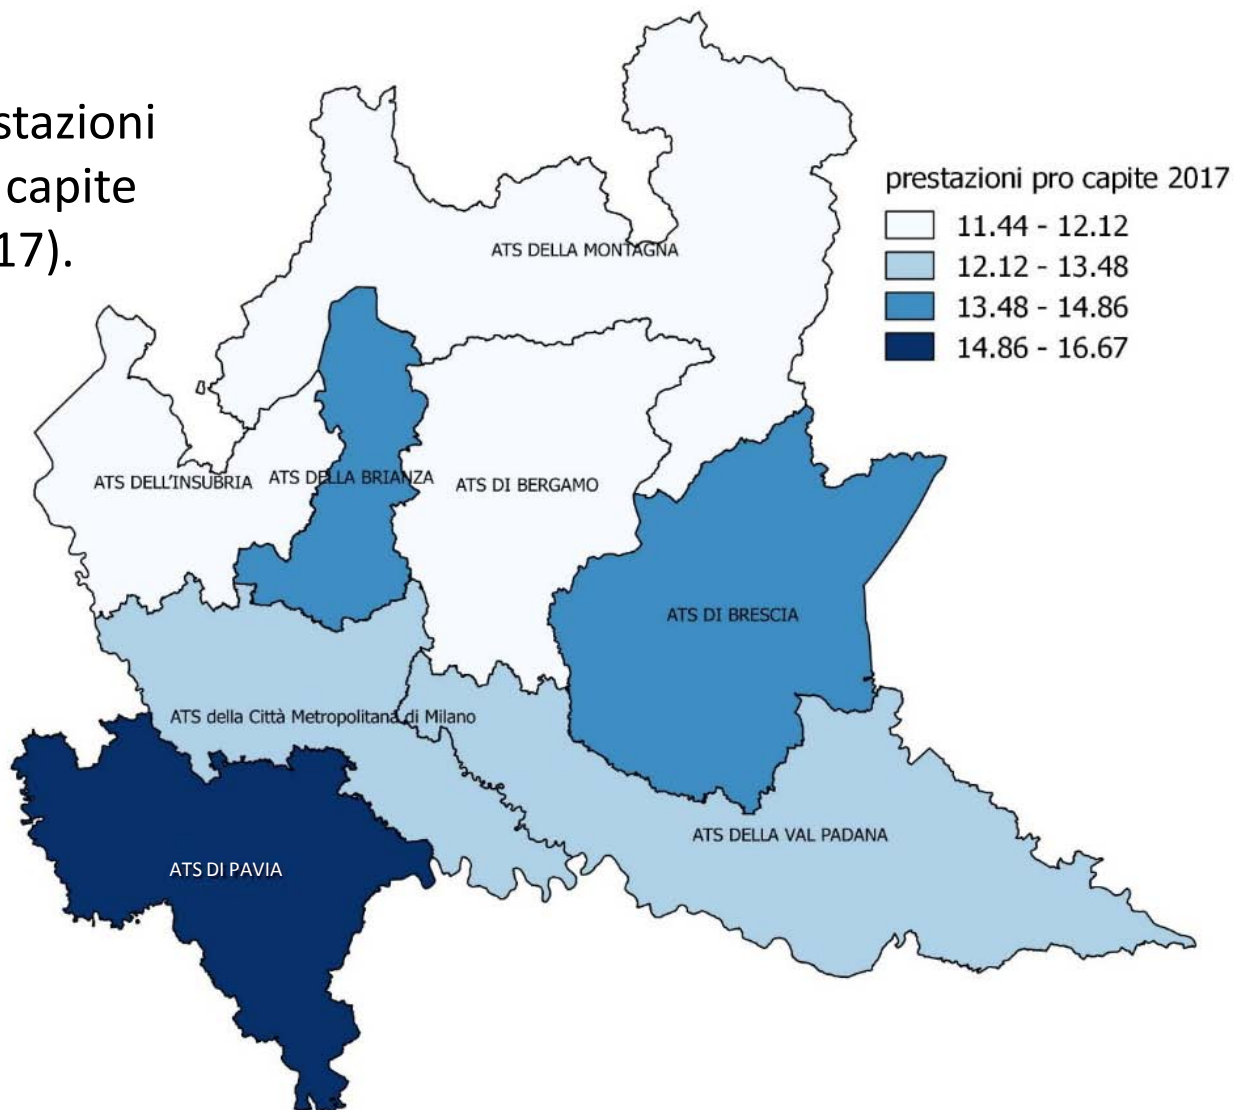 stazioni
capite
17).
prestazioni pro capite 2017
11.44 - 12.12
12.12 - 13.48
13.48 - 14.86
14.86 - 16.67
ATS DELLA MONTAGNA
ATS DELL'INSUBRIA
ATS DELLA BRIANZA
ATS DI BERGAMO
ATS DI BRESCIA
ATS della Città Metropolitana di Milano
ATS DELLA VAL PADANA
ATS DI PAVIA